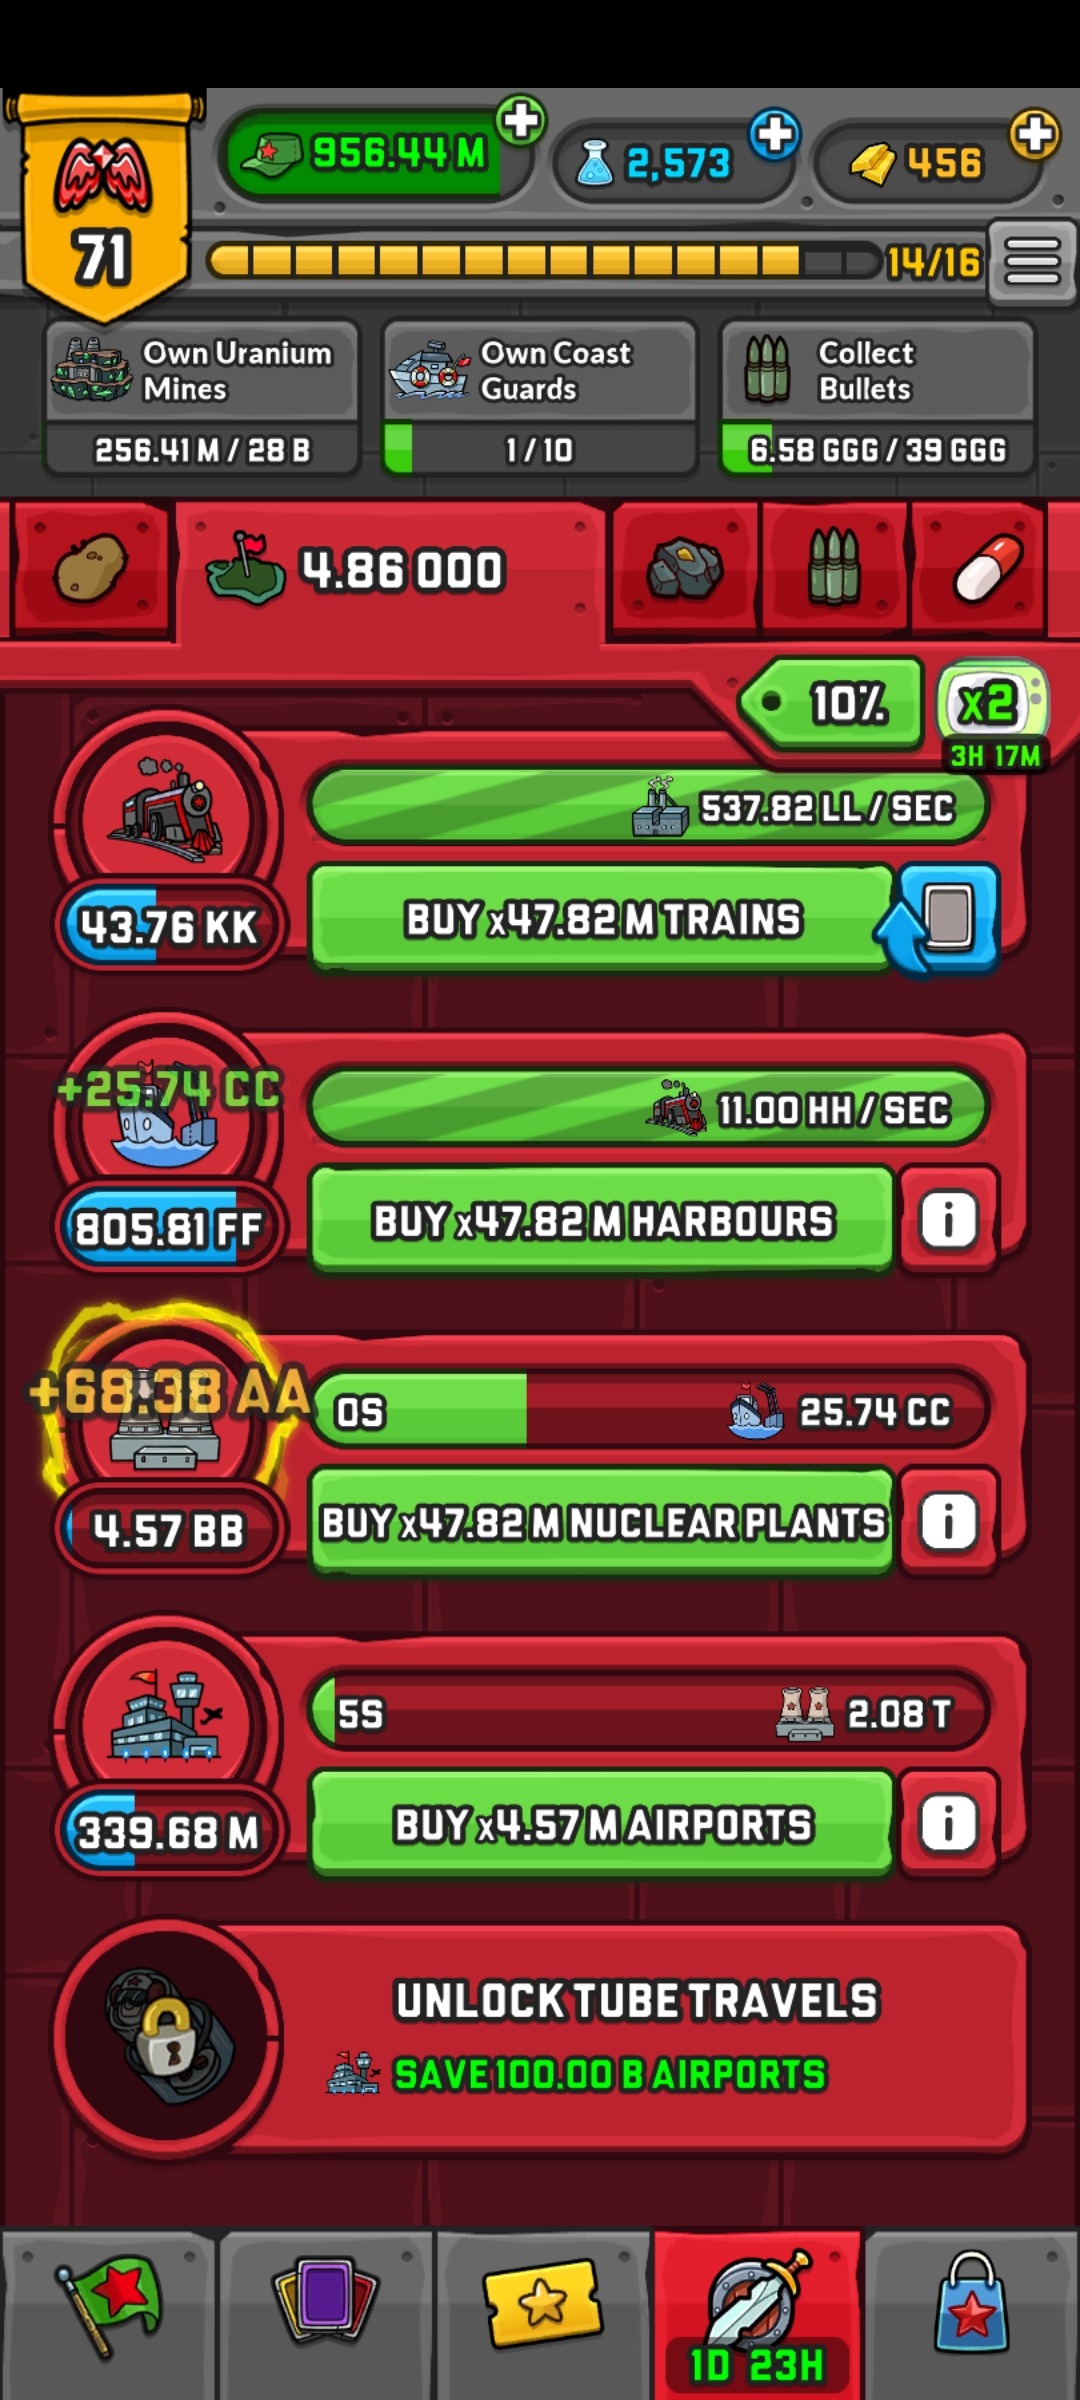 956.44 M
2,573
456
71
14/16
Own Uranium
Mines
256.41 M / 28 B
Own Coast
Guards
1 / 10
Collect
Bullets
6.58 GGG / 39 GGG
4.86 OOO
10%
x2
3H 17M
537.82 LL / SEC
43.76 KK
BUY x47.82 M TRAINS
+25.74 CC
11.00 HH / SEC
805.81 FF
BUY x47.82 M HARBOURS
i
+68.38 AA
0S
25.74 CC
4.57 BB
BUY x47.82 M NUCLEAR PLANTS
i
5S
2.08 T
339.68 M
BUY x4.57 M AIRPORTS
i
UNLOCK TUBE TRAVELS
SAVE 100.00 B AIRPORTS
1D 23H